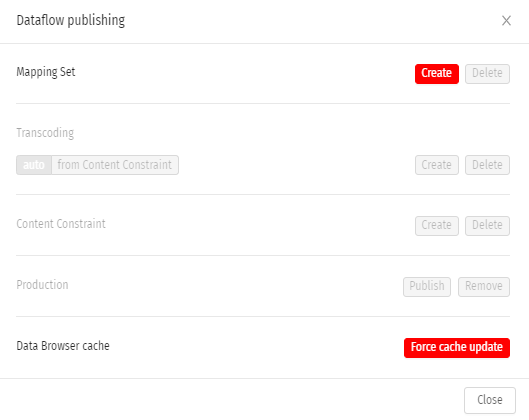 Dataflow publishing
Mapping Set Create Delete
Transcoding
auto from Content Constraint Create Delete
Content Constraint Create Delete
Production Publish Remove
Data Browser cache Force cache update
Close